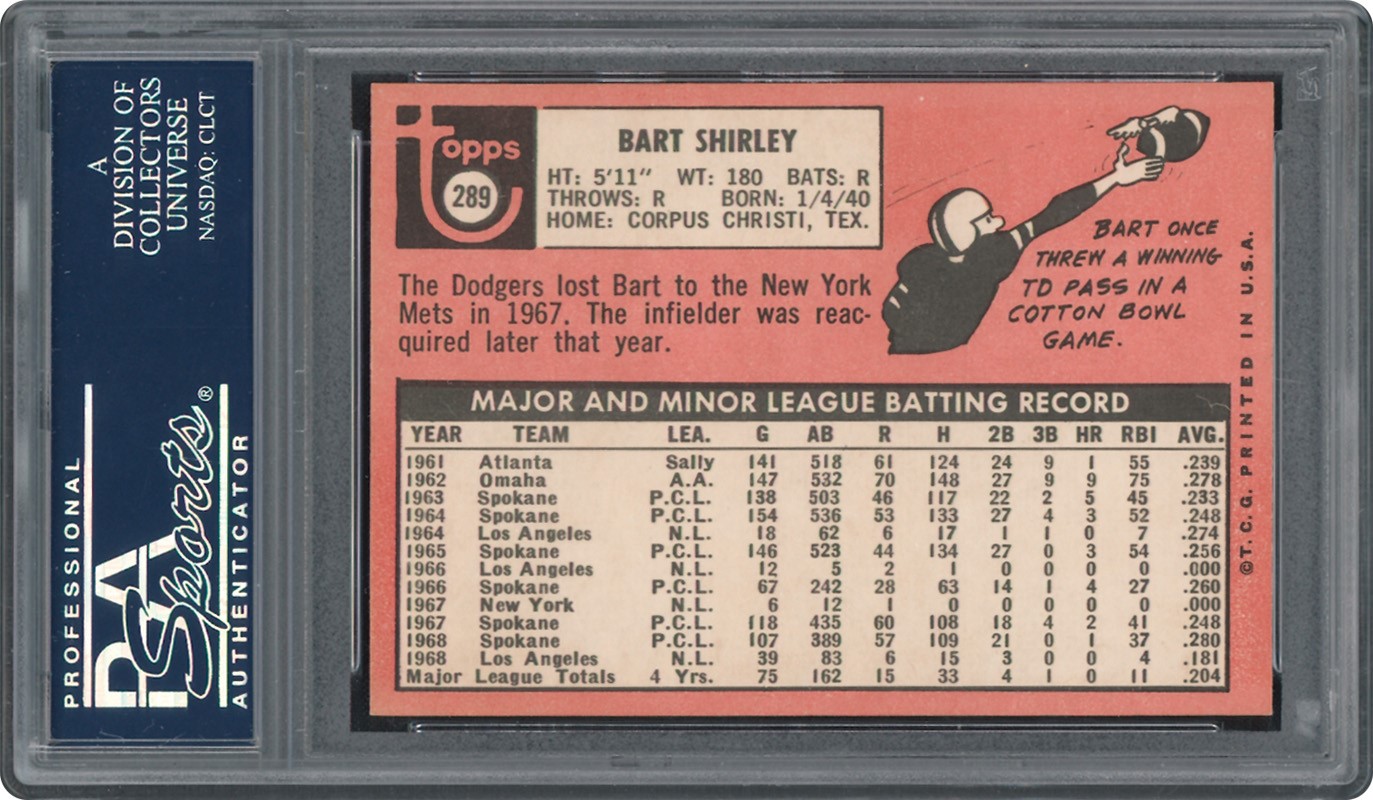 A
DIVISION OF
COLLECTORS
UNIVERSE
NASDAQ: CLCT
PROFESSIONAL
PSA
Sports®
AUTHENTICATOR
Topps
289
BART SHIRLEY
HT: 5'11" WT: 180 BATS: R
THROWS: R BORN: 1/4/40
HOME: CORPUS CHRISTI, TEX.
The Dodgers lost Bart to the New York
Mets in 1967. The infielder was reac-
quired later that year.
BART ONCE
THREW A WINNING
TD PASS IN A
COTTON BOWL
GAME.
MAJOR AND MINOR LEAGUE BATTING RECORD
YEAR TEAM LEA. G AB R H 2B 3B HR RBI AVG.
1961 Atlanta Sally 141 518 61 124 24 9 1 55 .239
1962 Omaha A.A. 147 532 70 148 27 9 9 75 .278
1963 Spokane P.C.L. 138 503 46 117 22 2 5 45 .233
1964 Spokane P.C.L. 154 536 53 133 27 4 3 52 .248
1964 Los Angeles N.L. 18 62 6 17 1 1 0 7 .274
1965 Spokane P.C.L. 146 523 44 134 27 0 3 54 .256
1966 Los Angeles N.L. 12 5 2 1 0 0 0 0 .000
1966 Spokane P.C.L. 67 242 28 63 14 1 4 27 .260
1967 New York N.L. 6 12 1 0 0 0 0 0 .000
1967 Spokane P.C.L. 118 435 60 108 18 4 2 41 .248
1968 Spokane P.C.L. 107 389 57 109 21 0 1 37 .280
1968 Los Angeles N.L. 39 83 6 15 3 0 0 4 .181
Major League Totals 4 Yrs. 75 162 15 33 4 1 0 11 .204
©T.C.G. PRINTED IN U.S.A.
PSA